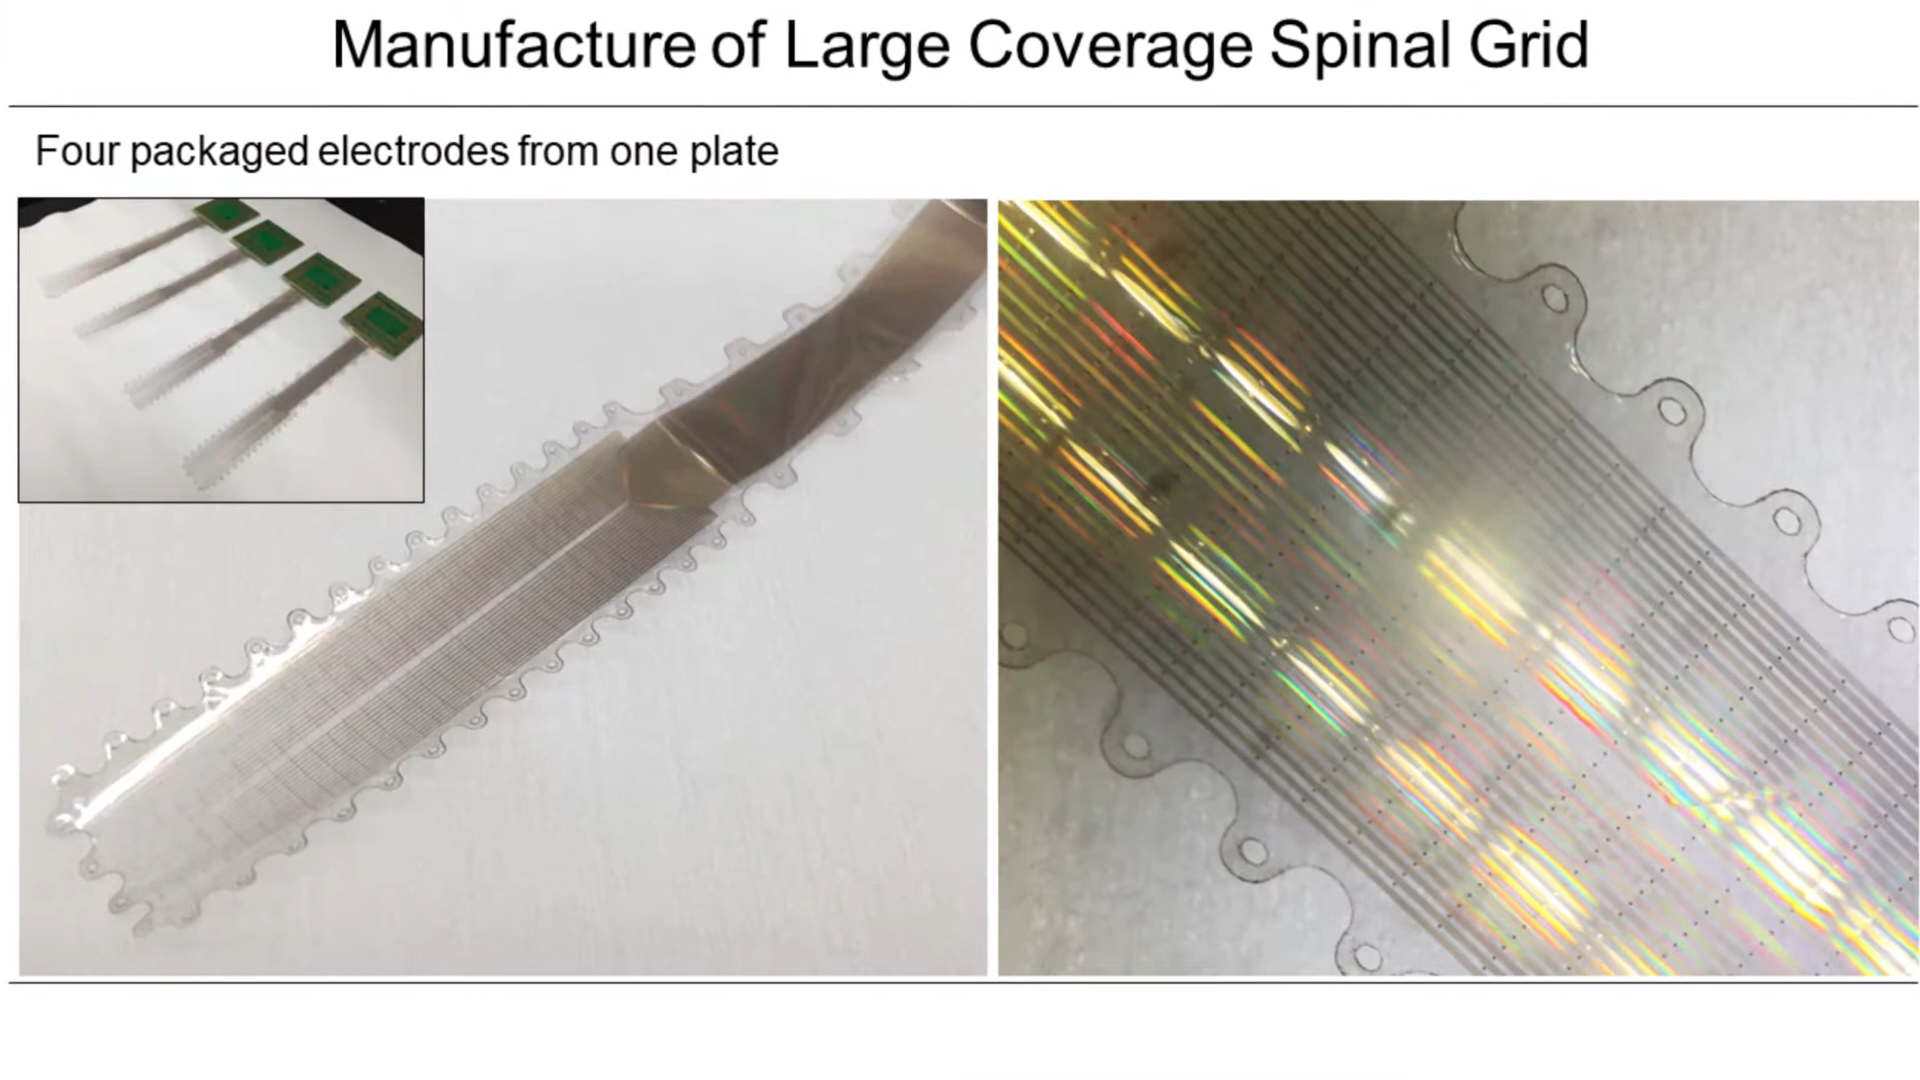 Manufacture of Large Coverage Spinal Grid
Four packaged electrodes from one plate